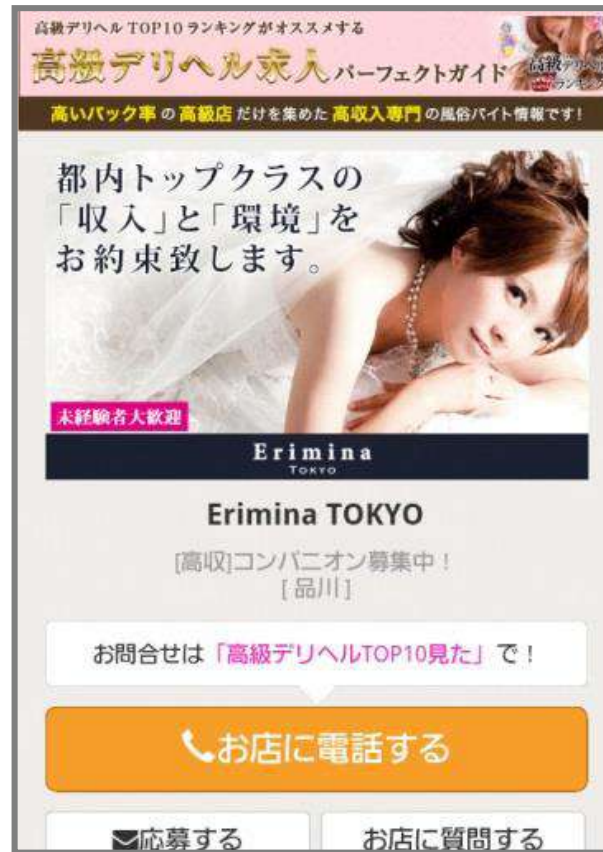 高級デリヘル TOP10 ランキングがオススメする
高級デリヘル求人パーフェクトガイド
高いバック率の高級店だけを集めた高収入専門の風俗バイト情報です!
都内トップクラスの
「収入」と「環境」を
お約束致します。
未経験者大歓迎
Erimina
TOKYO
Erimina TOKYO
[高収]コンパニオン募集中！
[ 品川 ]
お問合せは「高級デリヘルTOP10見た」で！
お店に電話する
応募する
お店に質問する